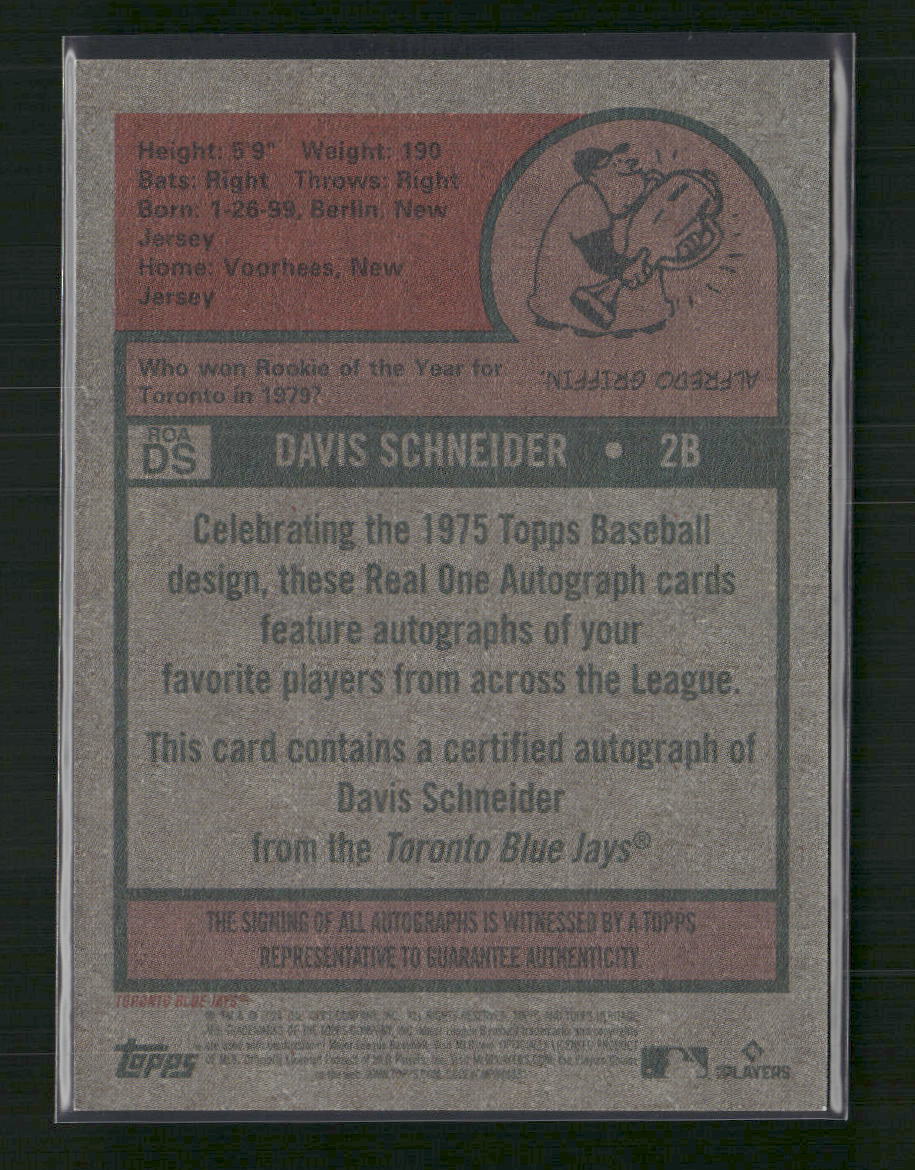 Height: 5'9" Weight: 190
Bats: Right Throws: Right
Born: 1-26-99, Berlin, New
Jersey
Home: Voorhees, New
Jersey
Who won Rookie of the Year for
Toronto in 1979?
ALFREDO GRIFFIN.
ROA
DS
DAVIS SCHNEIDER • 2B
Celebrating the 1975 Topps Baseball
design, these Real One Autograph cards
feature autographs of your
favorite players from across the League.
This card contains a certified autograph of
Davis Schneider
from the Toronto Blue Jays®
THE SIGNING OF ALL AUTOGRAPHS IS WITNESSED BY A TOPPS
REPRESENTATIVE TO GUARANTEE AUTHENTICITY.
TORONTO BLUE JAYS®
topps
PLAYERS